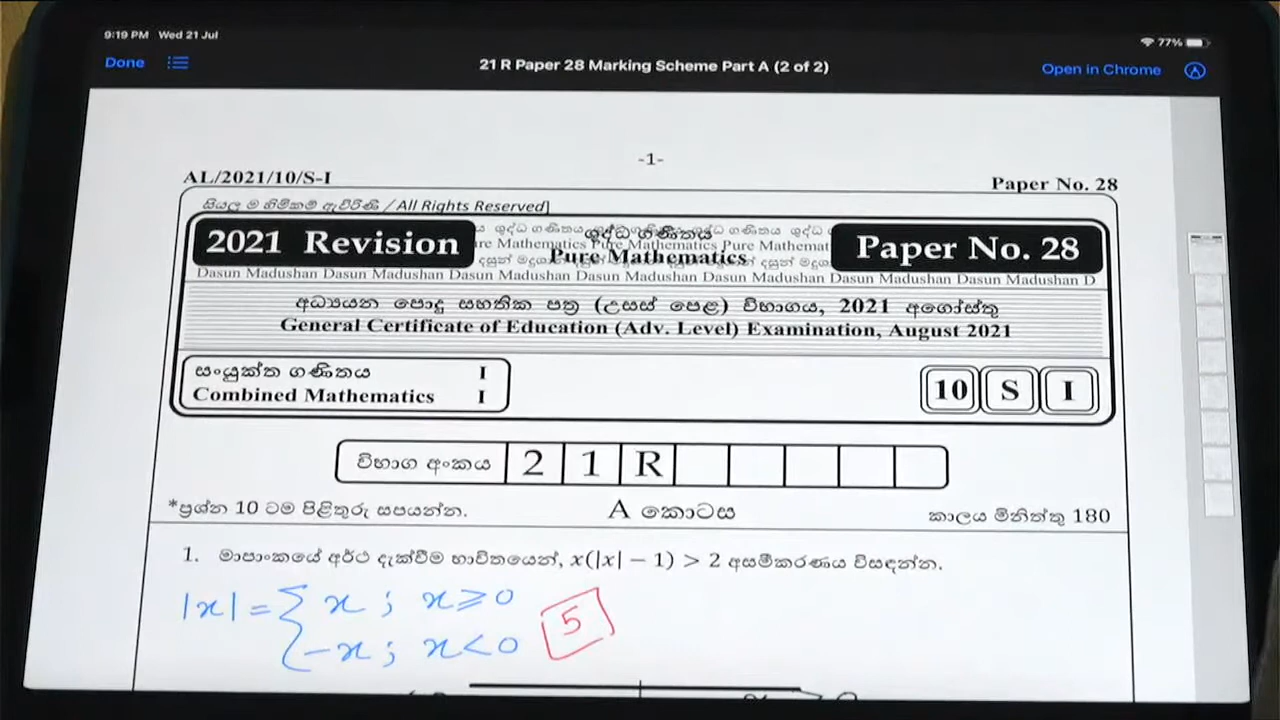 9:19 PM Wed 21 Jul
77%
Done
21 R Paper 28 Marking Scheme Part A (2 of 2)
Open in Chrome
-1-
AL/2021/10/S-I
Paper No. 28
සියලු ම හිමිකම් ඇවිරිණි / All Rights Reserved]
2021 Revision
ශුද්ධ ගණිතය
Pure Mathematics
Paper No. 28
Dasun Madushan Dasun Madushan Dasun Madushan Dasun Madushan Dasun Madushan Dasun Madushan Dasun Madushan D
අධ්‍යයන පොදු සහතික පත්‍ර (උසස් පෙළ) විභාගය, 2021 අගෝස්තු
General Certificate of Education (Adv. Level) Examination, August 2021
සංයුක්ත ගණිතය I
Combined Mathematics I
10 S I
විභාග අංකය 2 1 R
*ප්‍රශ්න 10 ටම පිළිතුරු සපයන්න.
A කොටස
කාලය මිනිත්තු 180
1. මාපාංකයේ අර්ථ දැක්වීම භාවිතයෙන්, x(|x| − 1) > 2 අසමීකරණය විසඳන්න.
|x| = { x ; x ≥ 0
−x ; x < 0
5